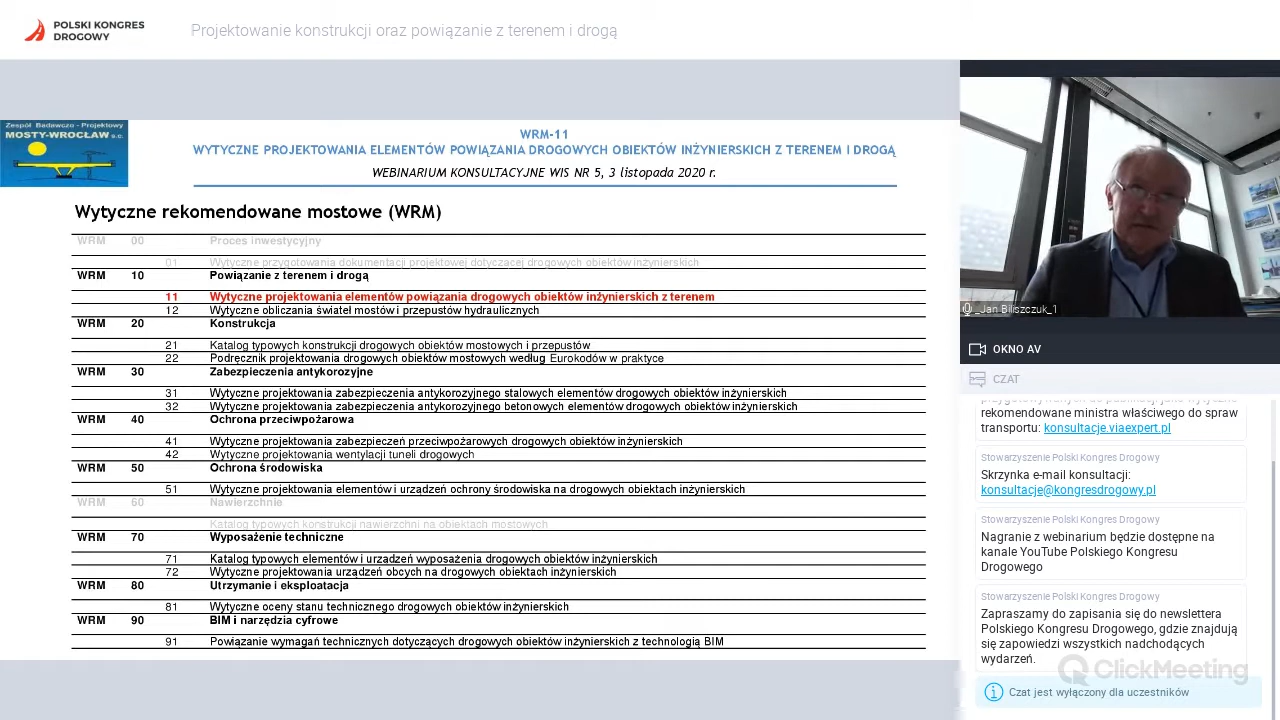 POLSKI KONGRES
DROGOWY
Projektowanie konstrukcji oraz powiązanie z terenem i drogą
Zespół Badawczo - Projektowy
MOSTY-WROCŁAW s.c.
WRM-11
WYTYCZNE PROJEKTOWANIA ELEMENTÓW POWIĄZANIA DROGOWYCH OBIEKTÓW INŻYNIERSKICH Z TERENEM I DROGĄ
WEBINARIUM KONSULTACYJNE WIS NR 5, 3 listopada 2020 r.
Wytyczne rekomendowane mostowe (WRM)
WRM 00 Proces inwestycyjny
01 Wytyczne przygotowania dokumentacji projektowej dotyczącej drogowych obiektów inżynierskich
WRM 10 Powiązanie z terenem i drogą
11 Wytyczne projektowania elementów powiązania drogowych obiektów inżynierskich z terenem
12 Wytyczne obliczania świateł mostów i przepustów hydraulicznych
WRM 20 Konstrukcja
21 Katalog typowych konstrukcji drogowych obiektów mostowych i przepustów
22 Podręcznik projektowania drogowych obiektów mostowych według Eurokodów w praktyce
WRM 30 Zabezpieczenia antykorozyjne
31 Wytyczne projektowania zabezpieczenia antykorozyjnego stalowych elementów drogowych obiektów inżynierskich
32 Wytyczne projektowania zabezpieczenia antykorozyjnego betonowych elementów drogowych obiektów inżynierskich
WRM 40 Ochrona przeciwpożarowa
41 Wytyczne projektowania zabezpieczeń przeciwpożarowych drogowych obiektów inżynierskich
42 Wytyczne projektowania wentylacji tuneli drogowych
WRM 50 Ochrona środowiska
51 Wytyczne projektowania elementów i urządzeń ochrony środowiska na drogowych obiektach inżynierskich
WRM 60 Nawierzchnie
Katalog typowych konstrukcji nawierzchni na obiektach mostowych
WRM 70 Wyposażenie techniczne
71 Katalog typowych elementów i urzadzeń wyposażenia drogowych obiektów inżynierskich
72 Wytyczne projektowania urządzeń obcych na drogowych obiektach inżynierskich
WRM 80 Utrzymanie i eksploatacja
81 Wytyczne oceny stanu technicznego drogowych obiektów inżynierskich
WRM 90 BIM i narzędzia cyfrowe
91 Powiązanie wymagań technicznych dotyczących drogowych obiektów inżynierskich z technologią BIM
_Jan Biliszczuk_1
OKNO AV
CZAT
rekomendowane ministra właściwego do spraw
transportu: konsultacje.viaexpert.pl
Stowarzyszenie Polski Kongres Drogowy
Skrzynka e-mail konsultacji:
konsultacje@kongresdrogowy.pl
Stowarzyszenie Polski Kongres Drogowy
Nagranie z webinarium będzie dostępne na
kanale YouTube Polskiego Kongresu
Drogowego
Stowarzyszenie Polski Kongres Drogowy
Zapraszamy do zapisania się do newslettera
Polskiego Kongresu Drogowego, gdzie znajdują
się zapowiedzi wszystkich nadchodzących
wydarzeń.
ClickMeeting
Czat jest wyłączony dla uczestników